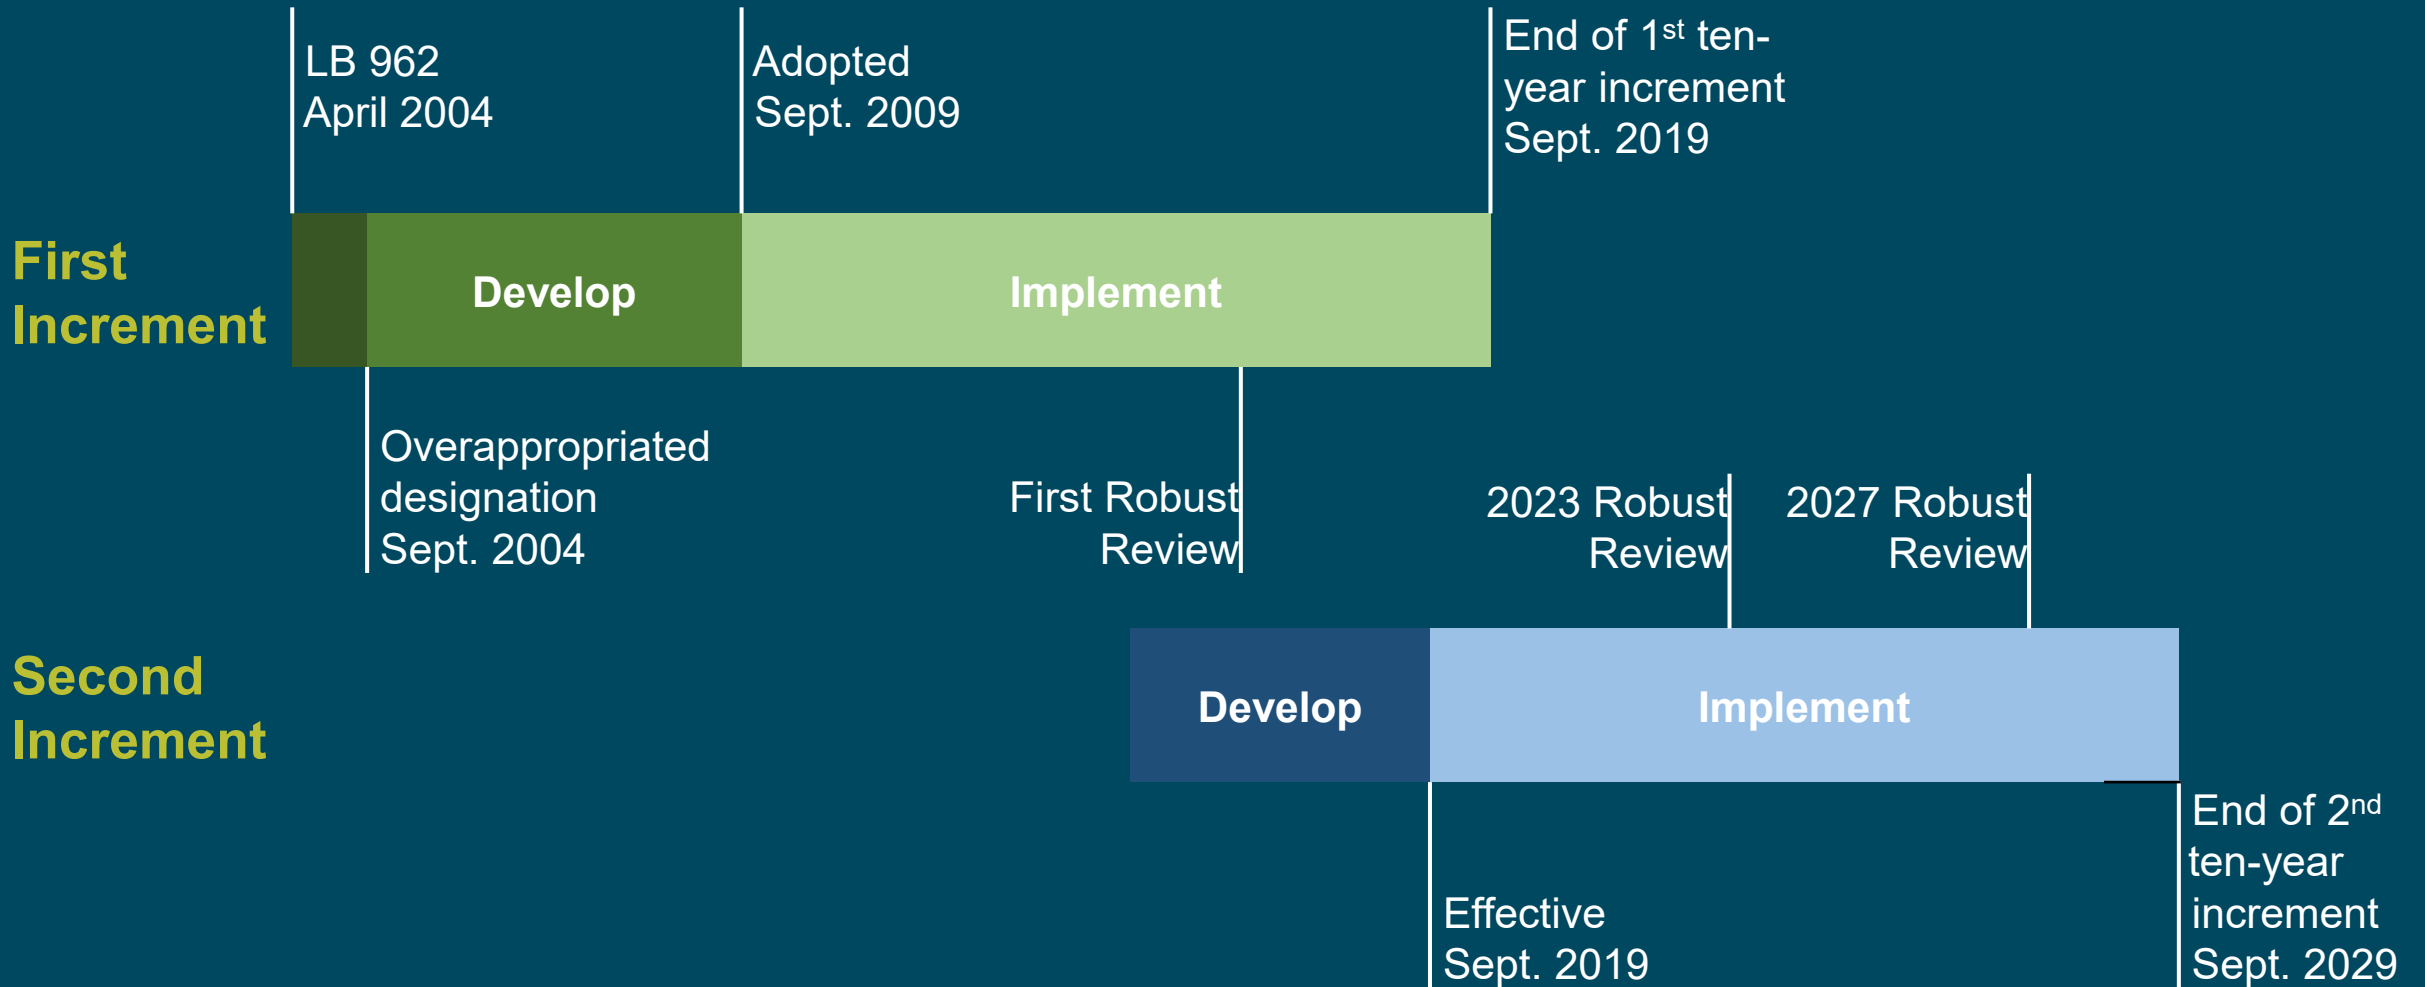 LB 962
April 2004
Adopted
Sept. 2009
End of 1st ten-
year increment
Sept. 2019
First
Increment
Develop
Implement
Overappropriated
designation
Sept. 2004
First Robust
Review
2023 Robust
Review
2027 Robust
Review
Second
Increment
Develop
Implement
Effective
Sept. 2019
End of 2nd
ten-year
increment
Sept. 2029